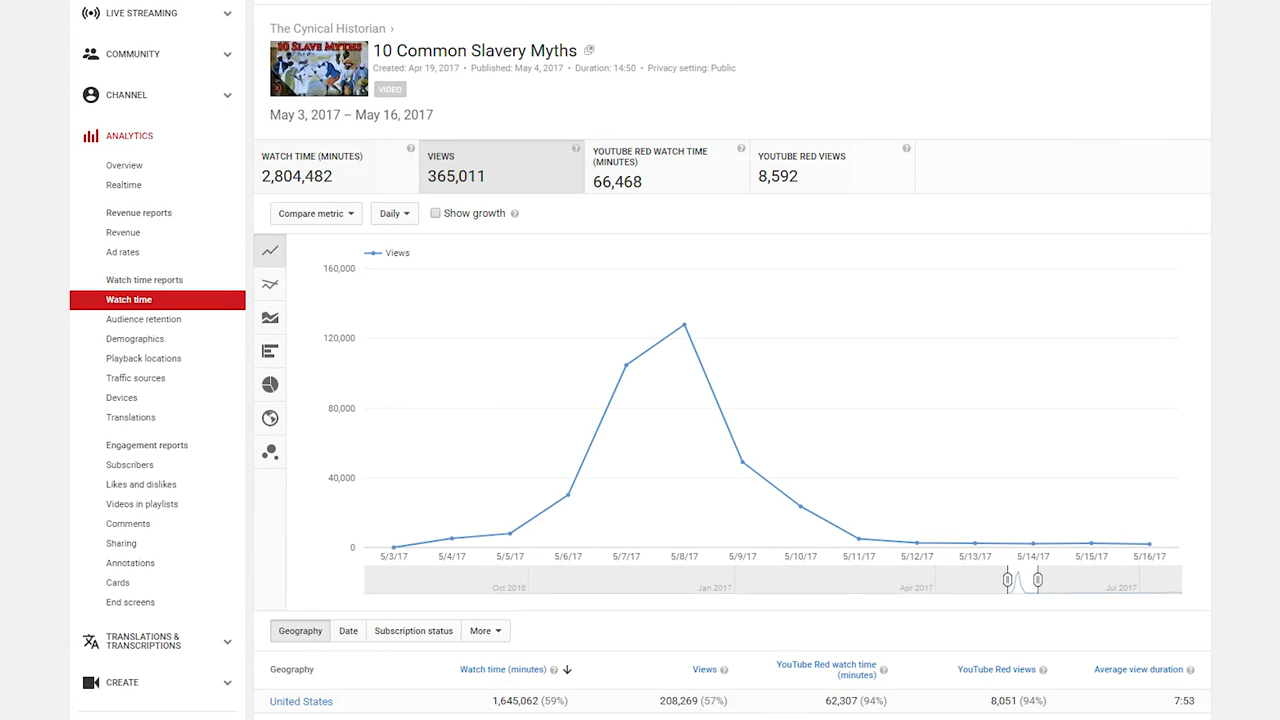 LIVE STREAMING
COMMUNITY
CHANNEL
ANALYTICS
Overview
Realtime
Revenue reports
Revenue
Ad rates
Watch time reports
Watch time
Audience retention
Demographics
Playback locations
Traffic sources
Devices
Translations
Engagement reports
Subscribers
Likes and dislikes
Videos in playlists
Comments
Sharing
Annotations
Cards
End screens
TRANSLATIONS &
TRANSCRIPTIONS
CREATE
The Cynical Historian ›
10 SLAVE MYTHS
10 Common Slavery Myths
Created: Apr 19, 2017 • Published: May 4, 2017 • Duration: 14:50 • Privacy setting: Public
VIDEO
May 3, 2017 – May 16, 2017
WATCH TIME (MINUTES)
2,804,482
VIEWS
365,011
YOUTUBE RED WATCH TIME
(MINUTES)
66,468
YOUTUBE RED VIEWS
8,592
Compare metric Daily Show growth
Views
160,000
120,000
80,000
40,000
0
5/3/17 5/4/17 5/5/17 5/6/17 5/7/17 5/8/17 5/9/17 5/10/17 5/11/17 5/12/17 5/13/17 5/14/17 5/15/17 5/16/17
Oct 2016 Jan 2017 Apr 2017 Jul 2017
Geography Date Subscription status More
Geography Watch time (minutes) Views YouTube Red watch time (minutes) YouTube Red views Average view duration
United States 1,645,062 (59%) 208,269 (57%) 62,307 (94%) 8,051 (94%) 7:53